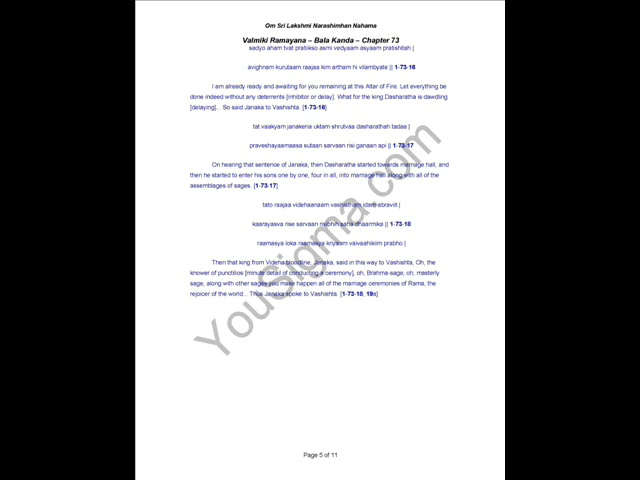 Om Sri Lakshmi Narashimhan Nahama
Valmiki Ramayana – Bala Kanda – Chapter 73
sadyo aham tvat pratiikso asmi vedyaam asyaam pratishitah |
avighnam kurutaam raajaa kim artham hi vilambyate || 1-73-16
I am already ready and awaiting for you remaining at this Altar of Fire. Let everything be
done indeed without any deterrents [inhibitor or delay]. What for the king Dasharatha is dawdling
[delaying]... So said Janaka to Vashishta. [1-73-16]
tat vaakyam janakena uktam shrutvaa dasharathah tadaa |
praveshayaamaasa sutaan sarvaan risi ganaan api || 1-73-17
On hearing that sentence of Janaka, then Dasharatha started towards marriage hall, and
then he started to enter his sons one by one, four in all, into marriage hall along with all of the
assemblages of sages. [1-73-17]
tato raajaa videhaanaam vashistham idam abraviit |
kaarayasva rise sarvaan risibhih saha dhaarmika || 1-73-18
raamasya loka raamasya kriyaam vaivaahikiim prabho |
Then that king from Videha bloodline, Janaka, said in this way to Vashishta, Oh, the
knower of punctilios [minute detail of conducting a ceremony], oh, Brahma-sage, oh, masterly
sage, along with other sages you make happen all of the marriage ceremonies of Rama, the
rejoicer of the world... Thus Janaka spoke to Vashishta. [1-73-18, 19a]
YouSigma.com
Page 5 of 11